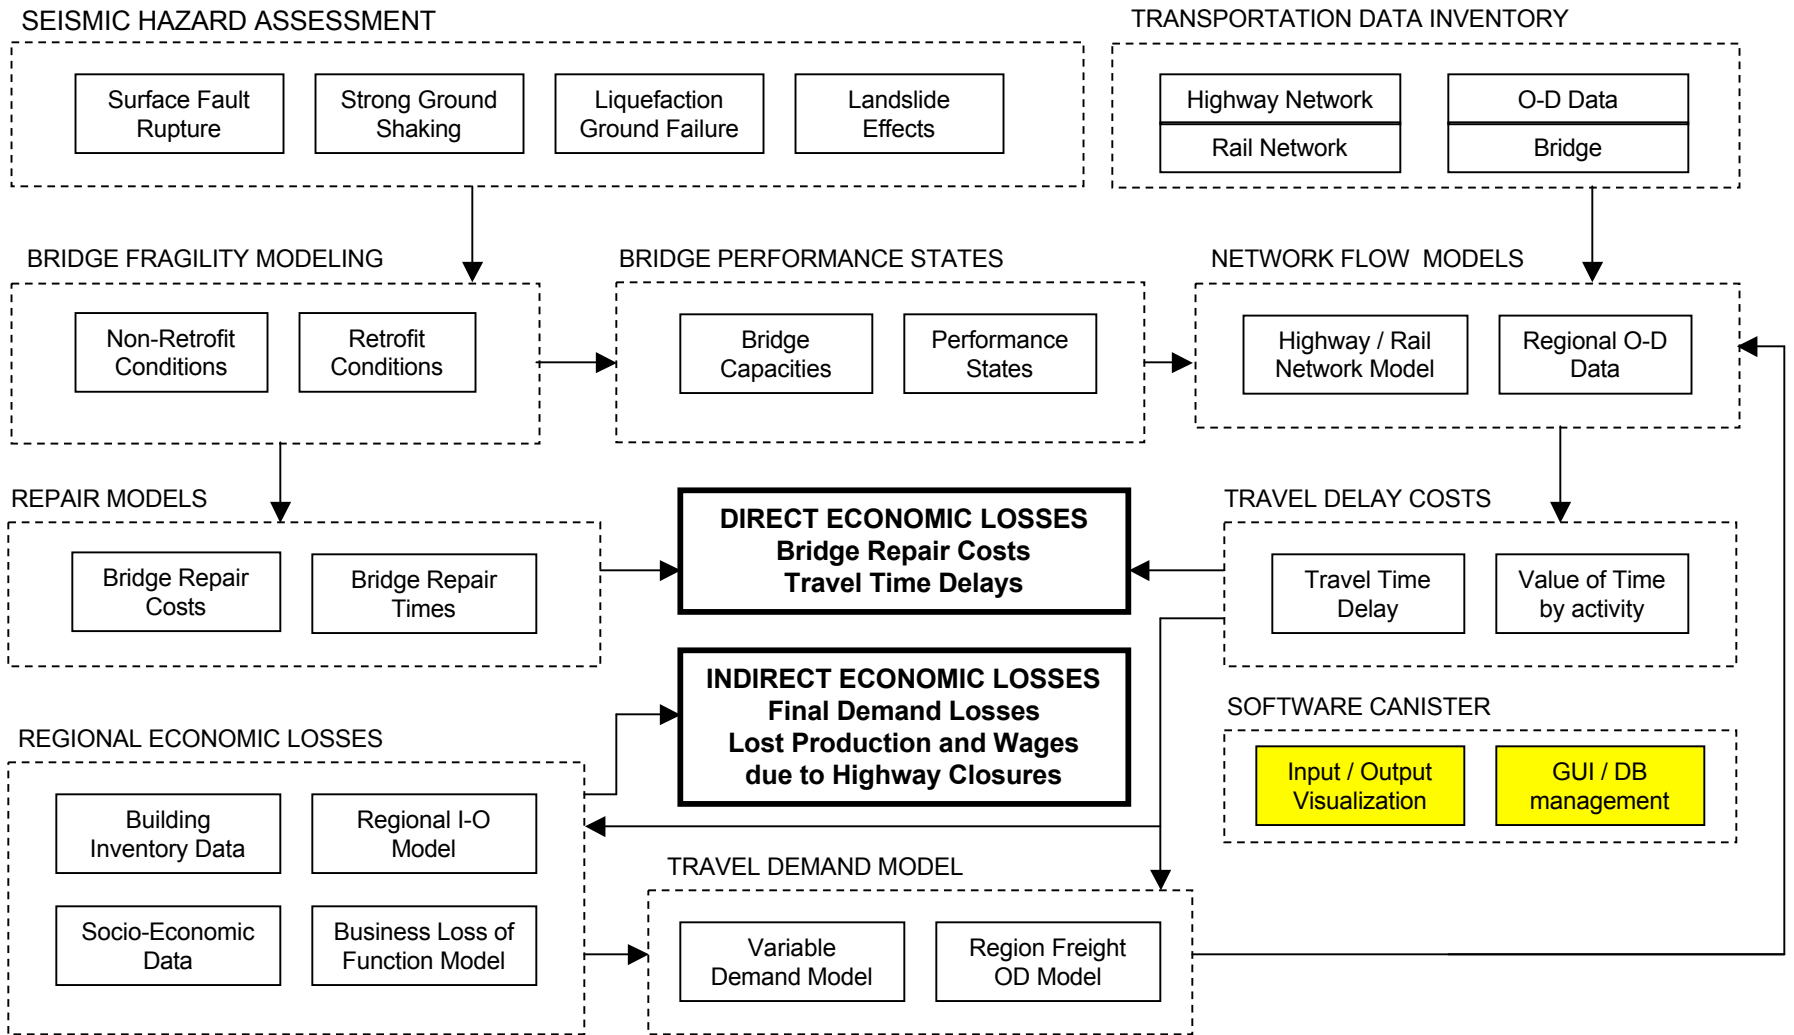 SEISMIC HAZARD ASSESSMENT
Surface Fault
Rupture
Strong Ground
Shaking
Liquefaction
Ground Failure
Landslide
Effects
TRANSPORTATION DATA INVENTORY
Highway Network
Rail Network
O-D Data
Bridge
BRIDGE FRAGILITY MODELING
Non-Retrofit
Conditions
Retrofit
Conditions
BRIDGE PERFORMANCE STATES
Bridge
Capacities
Performance
States
NETWORK FLOW  MODELS
Highway / Rail
Network Model
Regional O-D
Data
REPAIR MODELS
Bridge Repair
Costs
Bridge Repair
Times
DIRECT ECONOMIC LOSSES
Bridge Repair Costs
Travel Time Delays
TRAVEL DELAY COSTS
Travel Time
Delay
Value of Time
by activity
INDIRECT ECONOMIC LOSSES
Final Demand Losses
Lost Production and Wages
due to Highway Closures
SOFTWARE CANISTER
Input / Output
Visualization
GUI / DB
management
REGIONAL ECONOMIC LOSSES
Building
Inventory Data
Regional I-O
Model
Socio-Economic
Data
Business Loss of
Function Model
TRAVEL DEMAND MODEL
Variable
Demand Model
Region Freight
OD Model